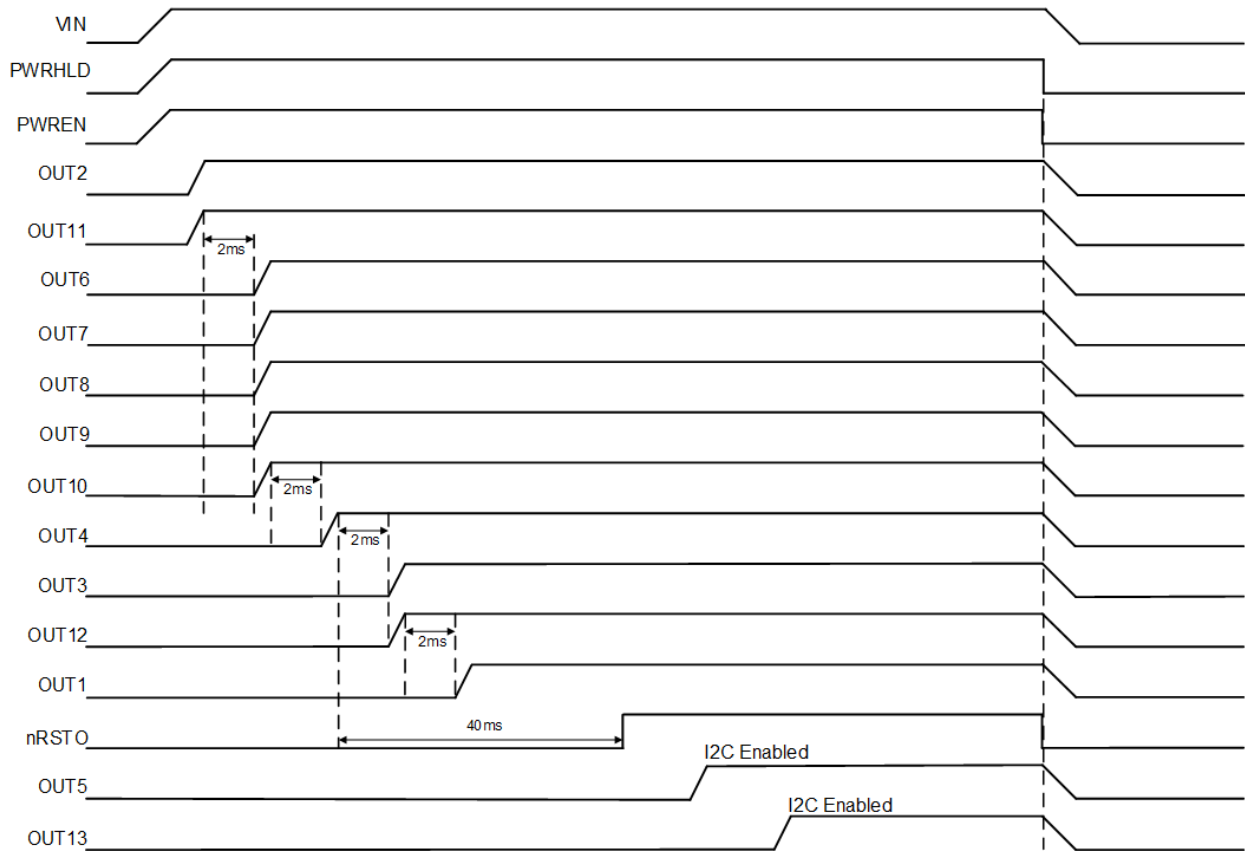 VIN
PWRHLD
PWREN
OUT2
OUT11
2ms
OUT6
OUT7
OUT8
OUT9
OUT10
2ms
OUT4
2ms
OUT3
OUT12
2ms
OUT1
40ms
nRSTO
I2C Enabled
OUT5
I2C Enabled
OUT13